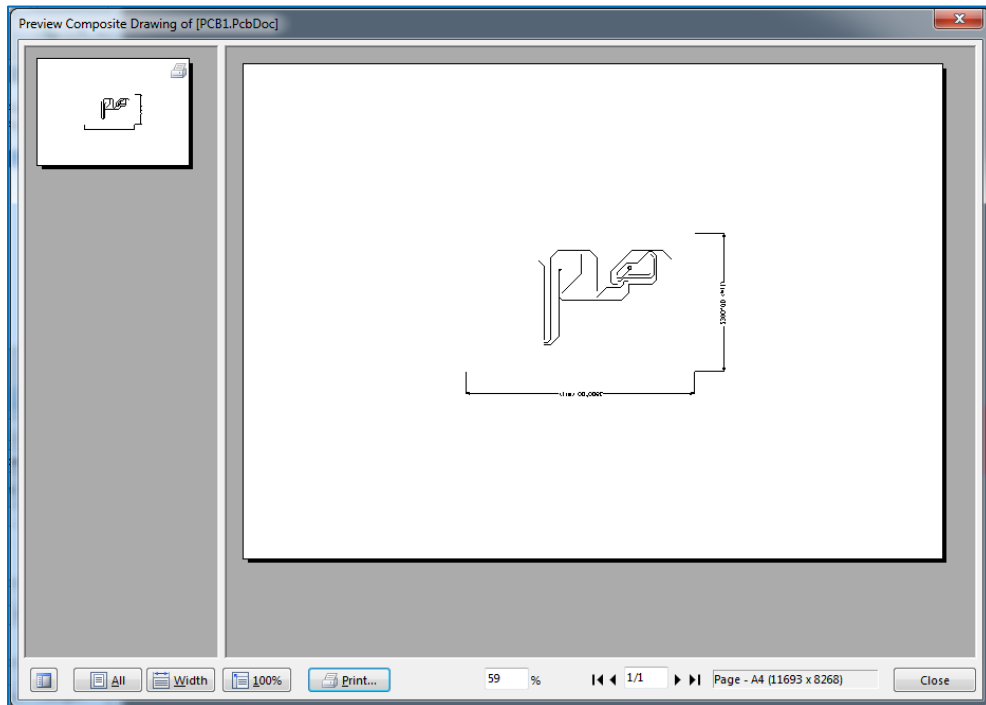 Preview Composite Drawing of [PCB1.PcbDoc]
All Width 100% Print... 59 % 1/1 Page - A4 (11693 x 8268) Close